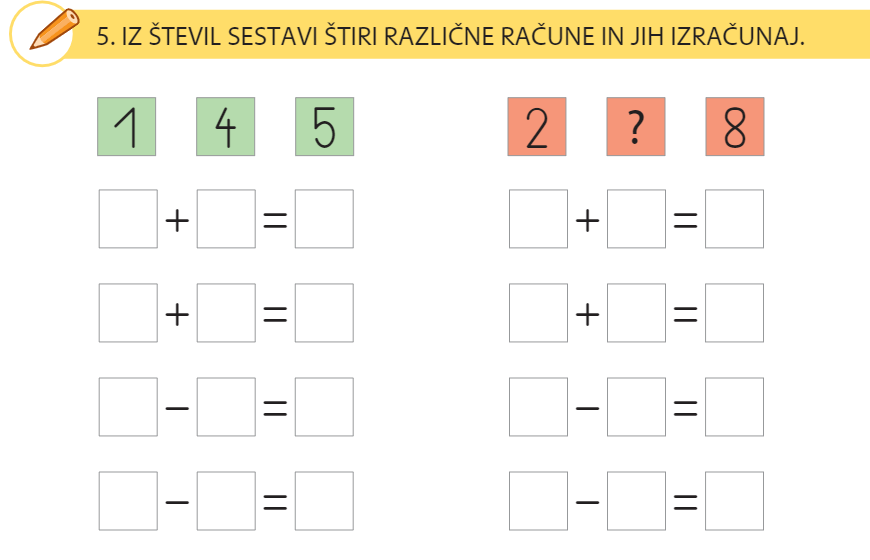 5. IZ ŠTEVIL SESTAVI ŠTIRI RAZLIČNE RAČUNE IN JIH IZRAČUNAJ.
1 4 5 2 ? 8
+ = + =
+ = + =
− = − =
− = − =